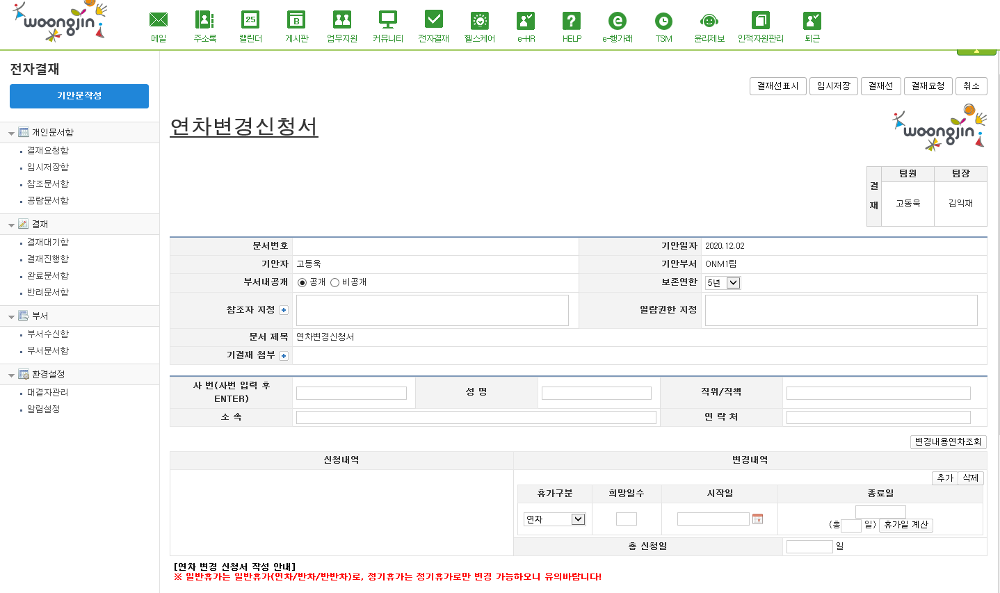 woongjin
25
B
메일
주소록
캘린더
게시판
업무지원
커뮤니티
전자결재
헬스케어
e-HR
HELP
e-행가래
TSM
윤리제보
인적자원관리
퇴근
전자결재
기안문작성
개인문서함
결재요청함
임시저장함
참조문서함
공람문서함
결재
결재대기함
결재진행함
완료문서함
반려문서함
부서
부서수신함
부서문서함
환경설정
대결자관리
알림설정
결재선표시 임시저장 결재선 결재요청 취소
연차변경신청서
woongjin
결재
팀원 팀장
고동욱 김익재
문서번호 기안일자 2020.12.02
기안자 고동욱 기안부서 ONM1팀
부서내공개 공개 비공개 보존연한 5년
참조자 지정 열람권한 지정
문서 제목 연차변경신청서
기결재 첨부
사 번(사번 입력 후
ENTER) 성 명 직위/직책
소 속 연 락 처
변경내용연차조회
신청내역 변경내역
추가 삭제
휴가구분 희망일수 시작일 종료일
연차
(총 일) 휴가일 계산
총 신청일 일
[연차 변경 신청서 작성 안내]
※ 일반휴가는 일반휴가(연차/반차/반반차)로, 정기휴가는 정기휴가로만 변경 가능하오니 유의바랍니다!